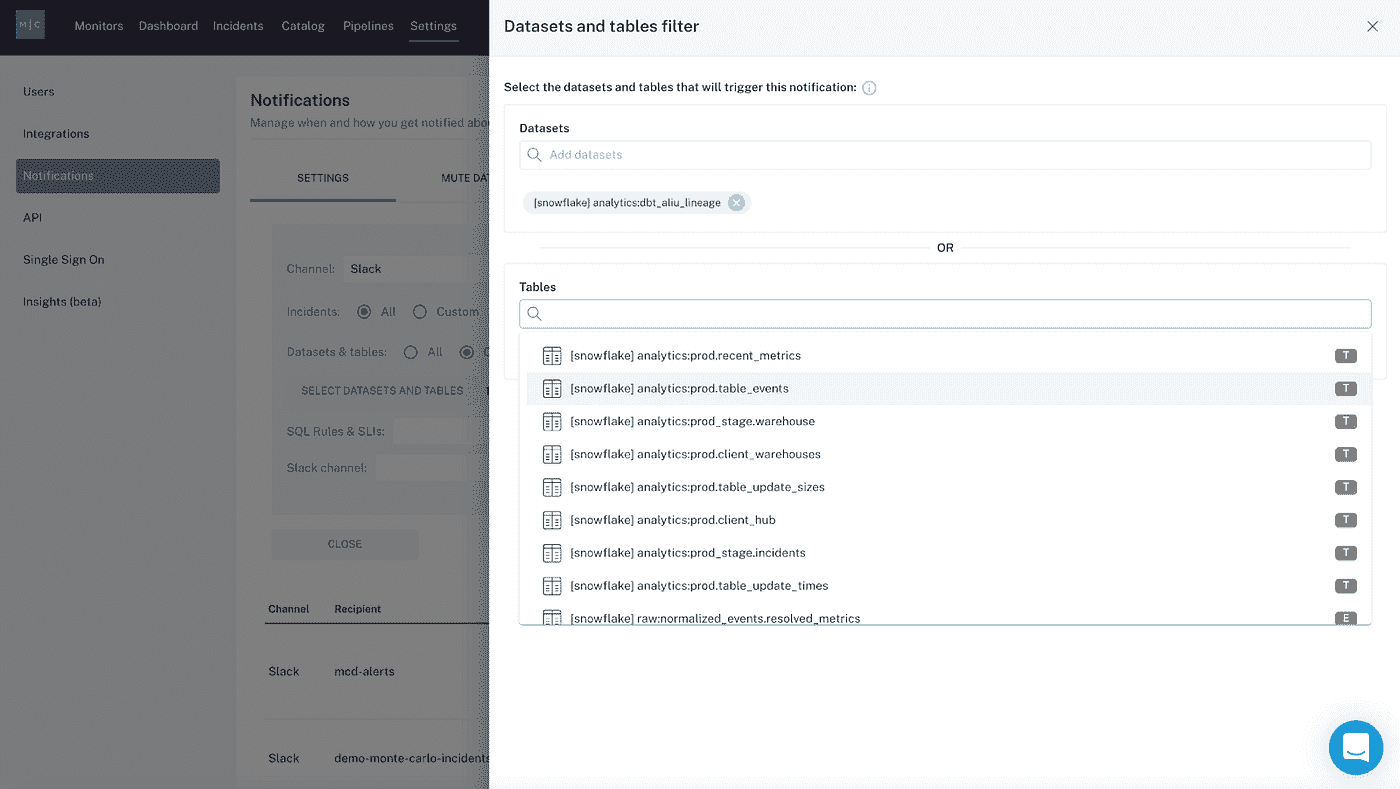 M|C
Monitors Dashboard Incidents Catalog Pipelines Settings
Users
Integrations
Notifications
API
Single Sign On
Insights (beta)
Notifications
Manage when and how you get notified
SETTINGS MUTE
Channel: Slack
Incidents: All Custom
Datasets & tables: All
SELECT DATASETS AND TABLES
SQL Rules & SLIs:
Slack channel:
CLOSE
Channel Recipient
Slack mcd-alerts
Slack demo-monte-carlo-incidents
Datasets and tables filter
Select the datasets and tables that will trigger this notification:
Datasets
Add datasets
[snowflake] analytics:dbt_aliu_lineage
OR
Tables
[snowflake] analytics:prod.recent_metrics T
[snowflake] analytics:prod.table_events T
[snowflake] analytics:prod_stage.warehouse T
[snowflake] analytics:prod.client_warehouses T
[snowflake] analytics:prod.table_update_sizes T
[snowflake] analytics:prod.client_hub T
[snowflake] analytics:prod_stage.incidents T
[snowflake] analytics:prod.table_update_times T
[snowflake] raw:normalized_events.resolved_metrics E